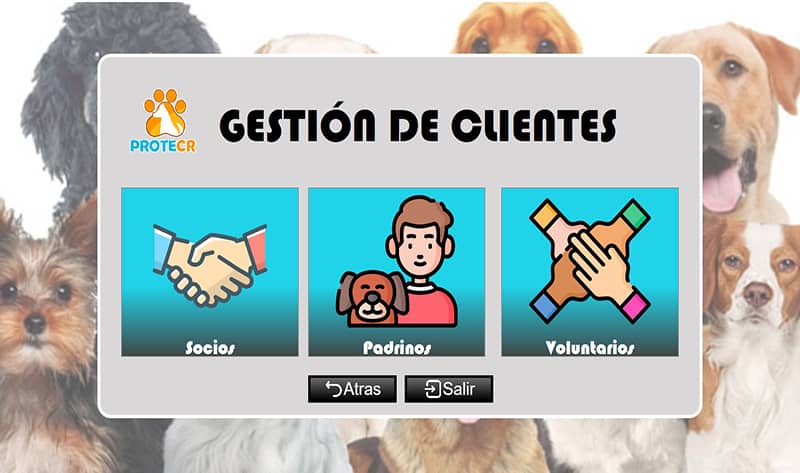 PROTECR
GESTIÓN DE CLIENTES
Socios
Padrinos
Voluntarios
Atras
Salir